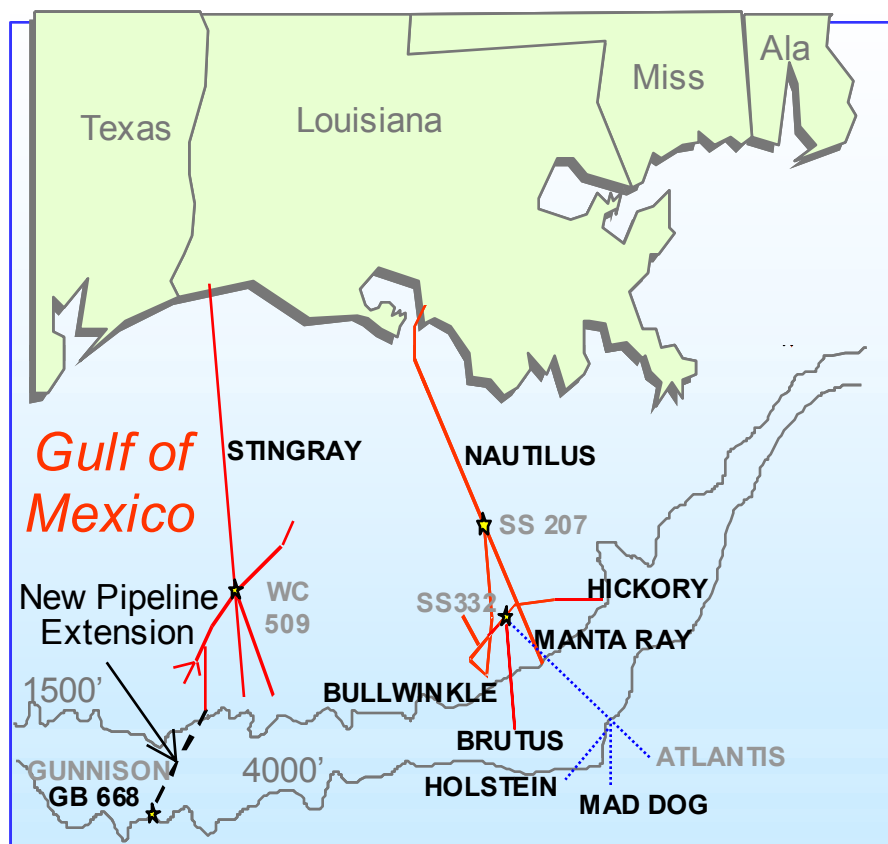 Texas
Louisiana
Miss
Ala
Gulf of
Mexico
STINGRAY
NAUTILUS
SS 207
WC
509
New Pipeline
Extension
SS332
HICKORY
MANTA RAY
1500’
BULLWINKLE
BRUTUS
GUNNISON
GB 668
4000’
ATLANTIS
HOLSTEIN
MAD DOG